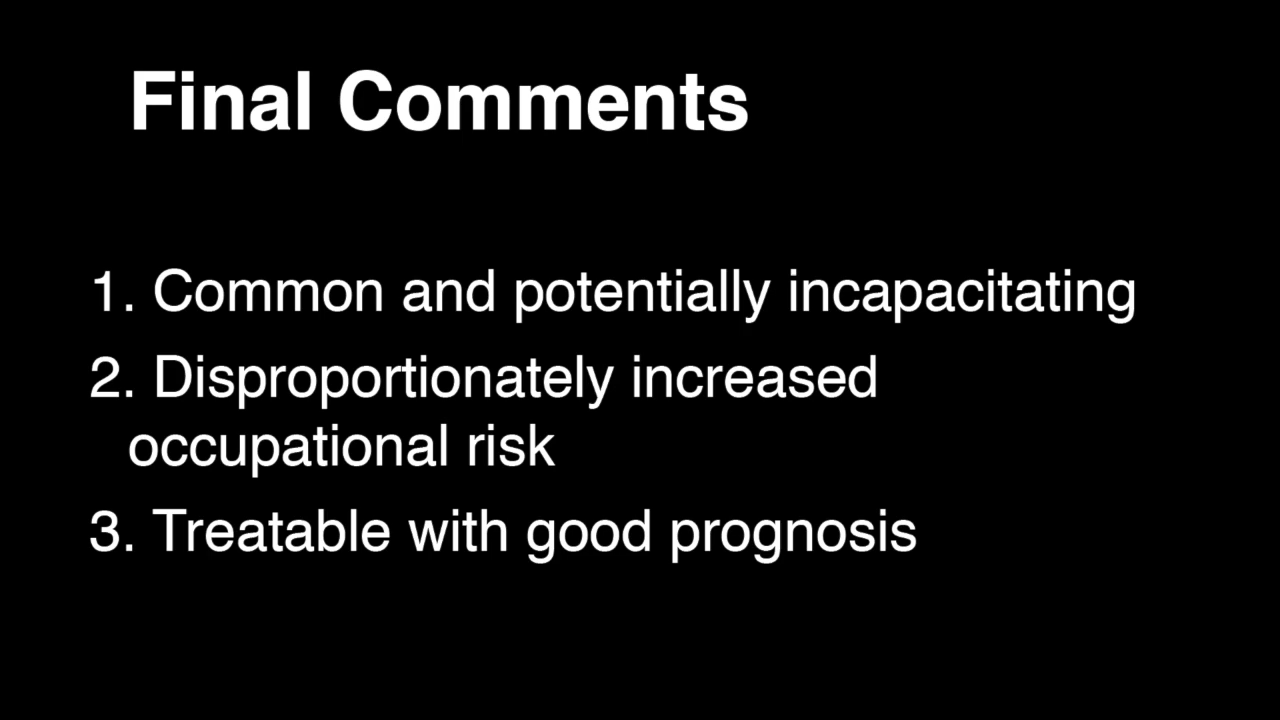 Final Comments
1. Common and potentially incapacitating
2. Disproportionately increased
occupational risk
3. Treatable with good prognosis